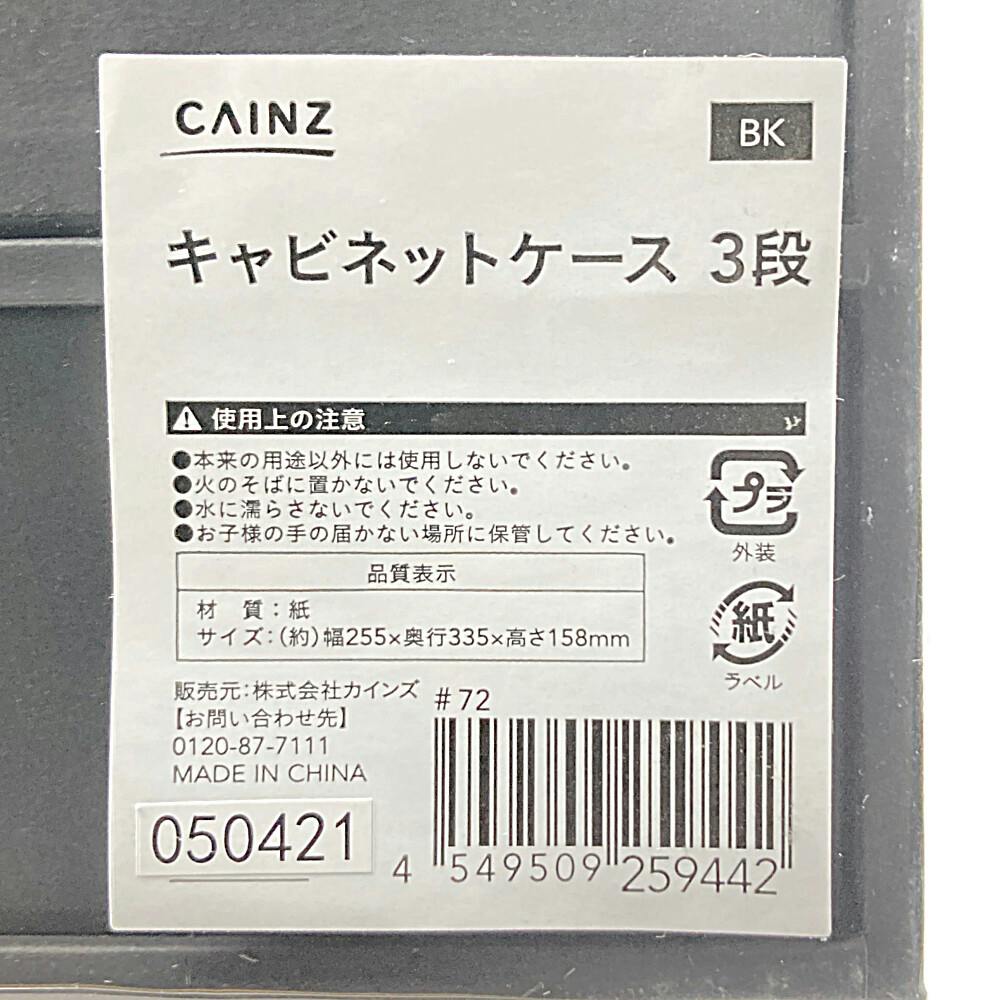 CAINZ
BK
キャビネットケース 3段
使用上の注意
●本来の用途以外には使用しないでください。
●火のそばに置かないでください。
●水に濡らさないでください。
●お子様の手の届かない場所に保管してください。
プラ
外装
紙
ラベル
品質表示
材 質：紙
サイズ：(約)幅255×奥行335×高さ158mm
販売元：株式会社カインズ
【お問い合わせ先】
0120-87-7111
MADE IN CHINA
#72
050421
4 549509 259442